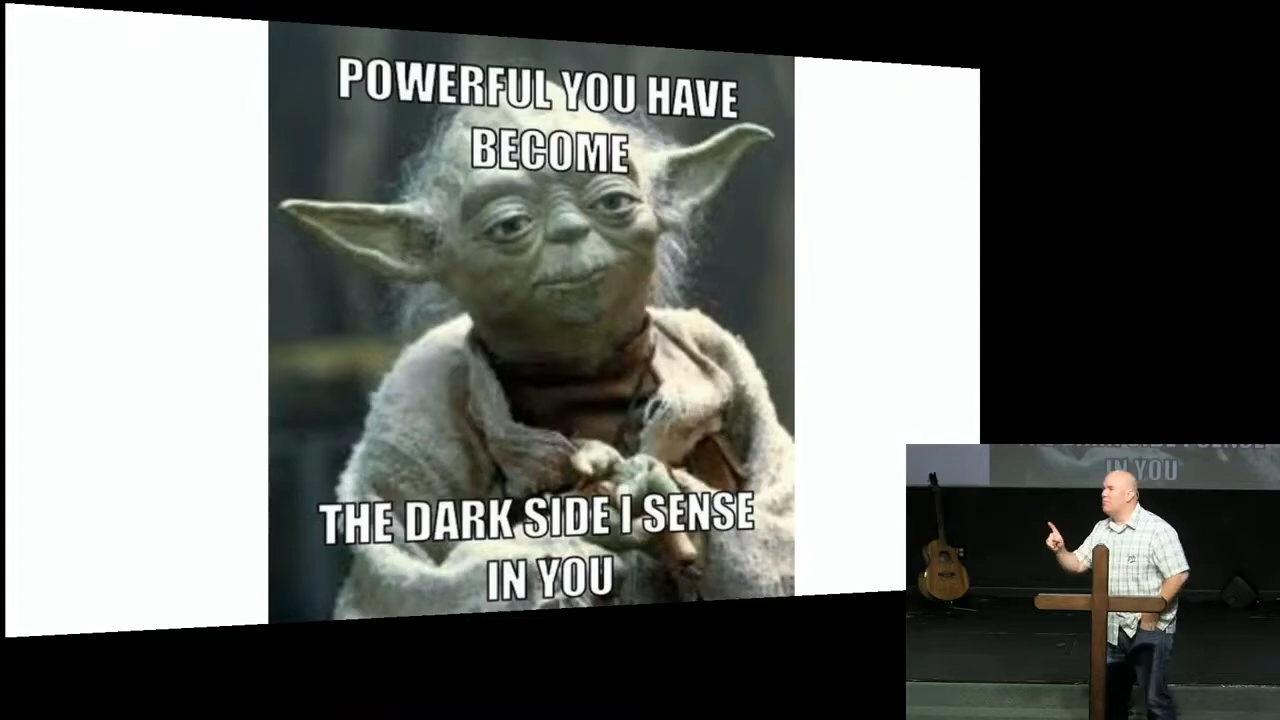 POWERFUL YOU HAVE
BECOME
THE DARK SIDE I SENSE
IN YOU
IN YOU